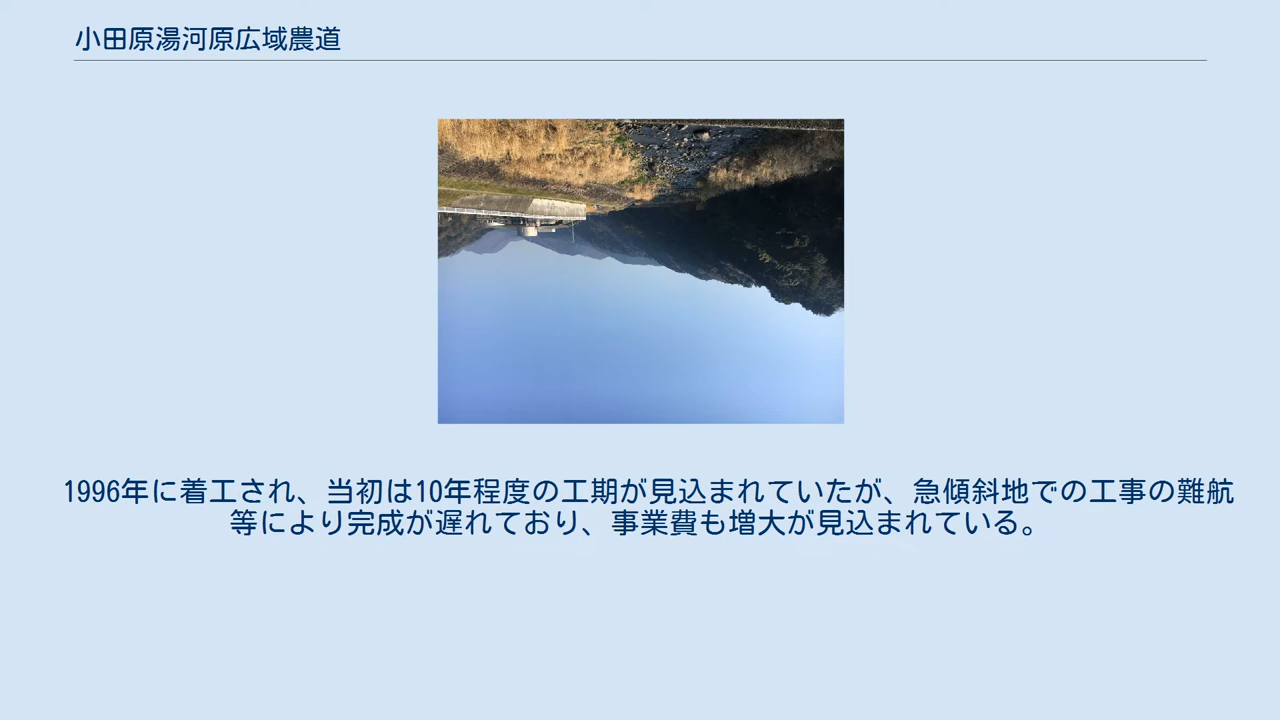 小田原湯河原広域農道
1996年に着工され、当初は10年程度の工期が見込まれていたが、急傾斜地での工事の難航
等により完成が遅れており、事業費も増大が見込まれている。